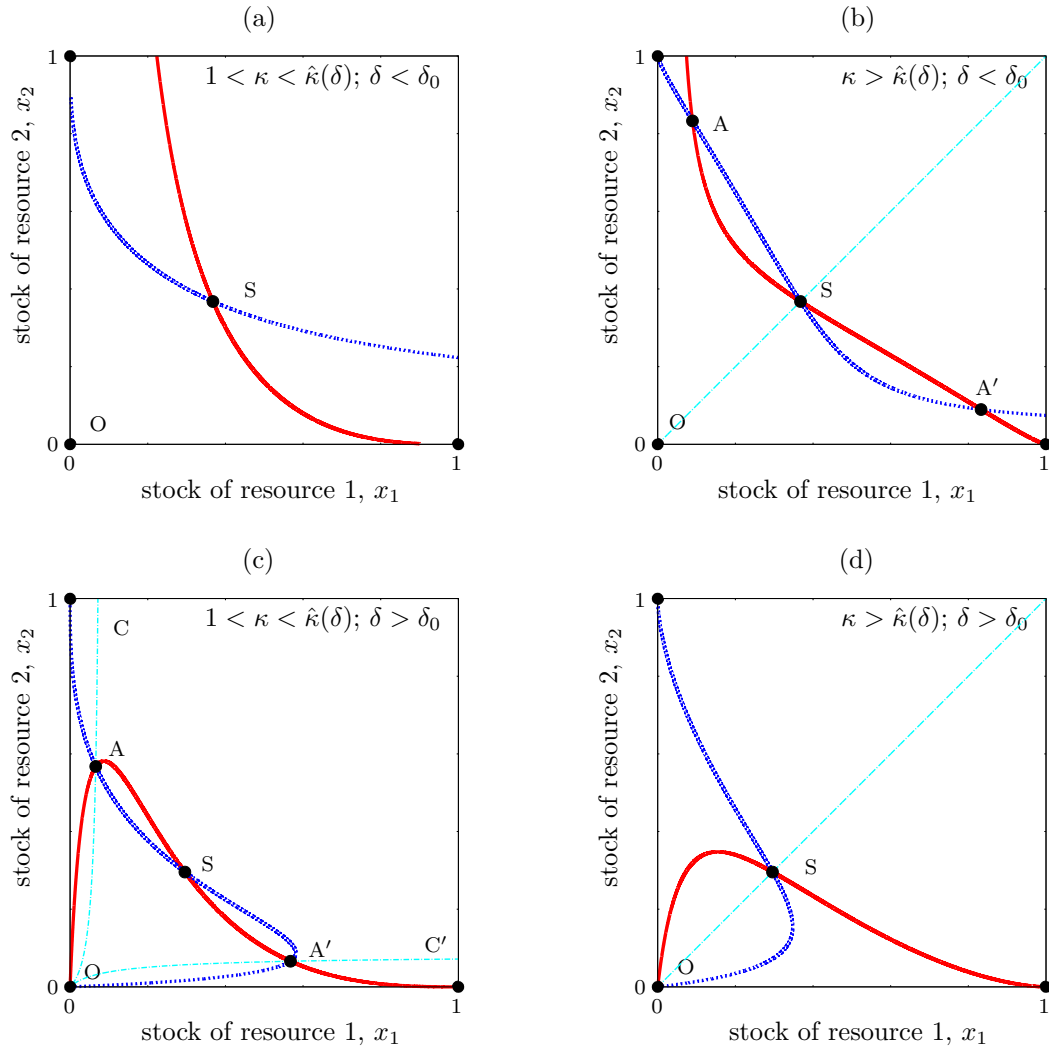 (a)
1 < κ < κ̂(δ); δ < δ₀
1
stock of resource 2, x₂
S
O
0
0
1
stock of resource 1, x₁
(b)
κ > κ̂(δ); δ < δ₀
1
stock of resource 2, x₂
A
S
A′
O
0
0
1
stock of resource 1, x₁
(c)
1 < κ < κ̂(δ); δ > δ₀
1
stock of resource 2, x₂
C
A
S
A′
C′
O
0
0
1
stock of resource 1, x₁
(d)
κ > κ̂(δ); δ > δ₀
1
stock of resource 2, x₂
S
O
0
0
1
stock of resource 1, x₁